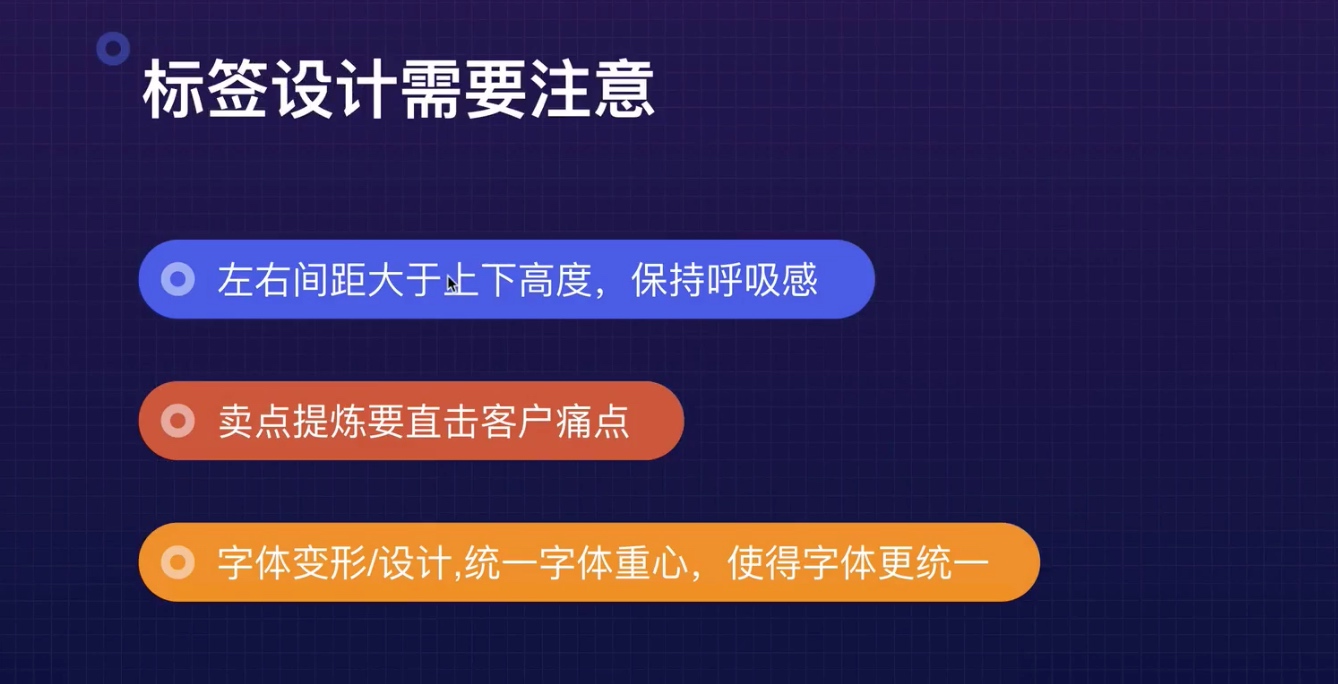 标签设计需要注意
左右间距大于上下高度，保持呼吸感
卖点提炼要直击客户痛点
字体变形/设计,统一字体重心，使得字体更统一